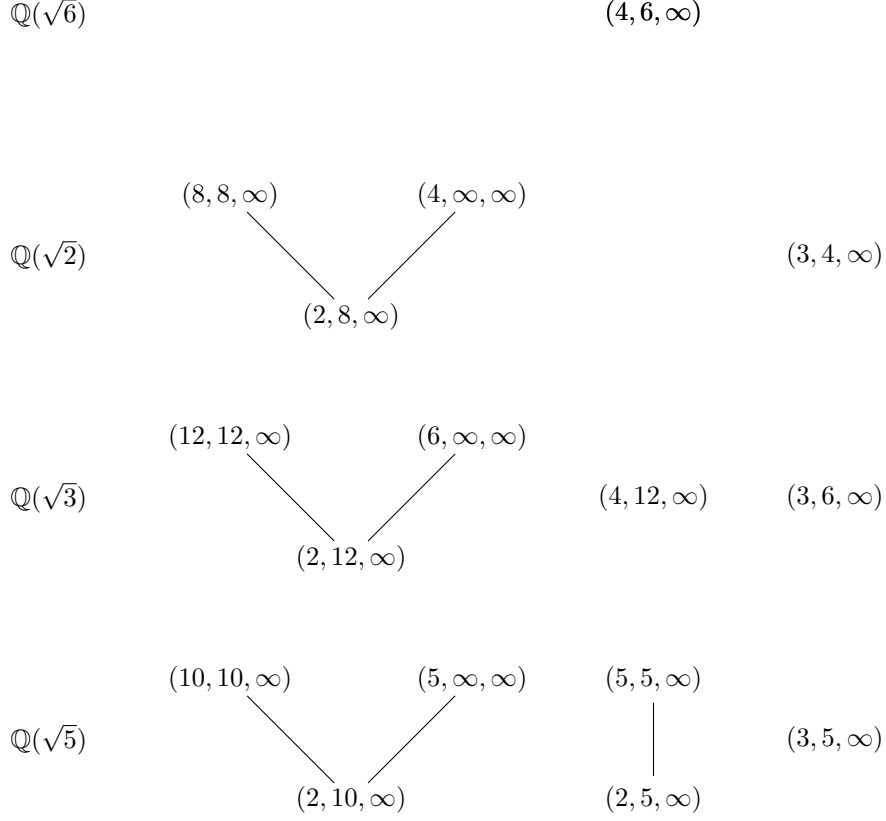 ℚ(√6) (4, 6, ∞)
(8, 8, ∞) (4, ∞, ∞)
ℚ(√2) (3, 4, ∞)
(2, 8, ∞)
(12, 12, ∞) (6, ∞, ∞)
ℚ(√3) (4, 12, ∞) (3, 6, ∞)
(2, 12, ∞)
(10, 10, ∞) (5, ∞, ∞) (5, 5, ∞)
ℚ(√5) (3, 5, ∞)
(2, 10, ∞) (2, 5, ∞)